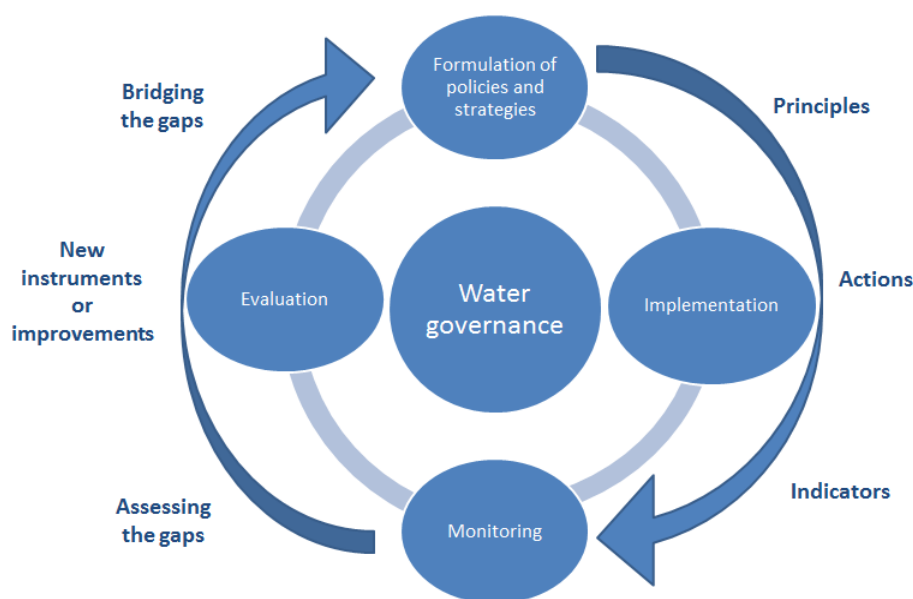 Formulation of
policies and
strategies
Bridging
the gaps
Principles
New
instruments
or
improvements
Evaluation
Water
governance
Implementation
Actions
Assessing
the gaps
Monitoring
Indicators